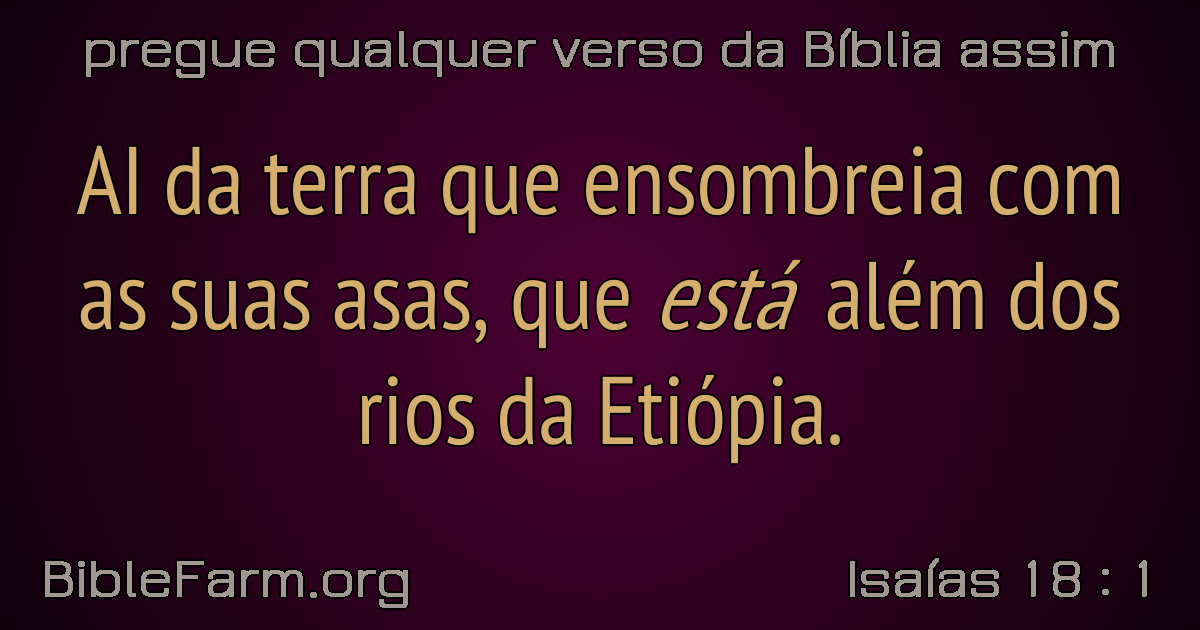 pregue qualquer verso da Bíblia assim
AI da terra que ensombreia com
as suas asas, que está além dos
rios da Etiópia.
BibleFarm.org
Isaías 18 : 1